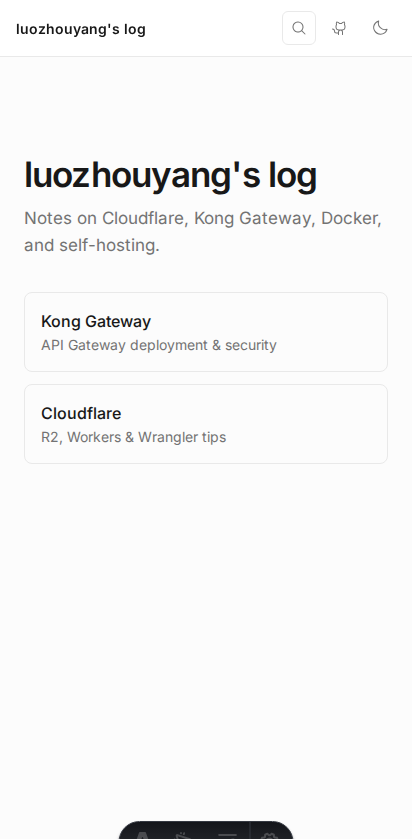 luozhouyang's log
luozhouyang's log
Notes on Cloudflare, Kong Gateway, Docker,
and self-hosting.
Kong Gateway
API Gateway deployment & security
Cloudflare
R2, Workers & Wrangler tips